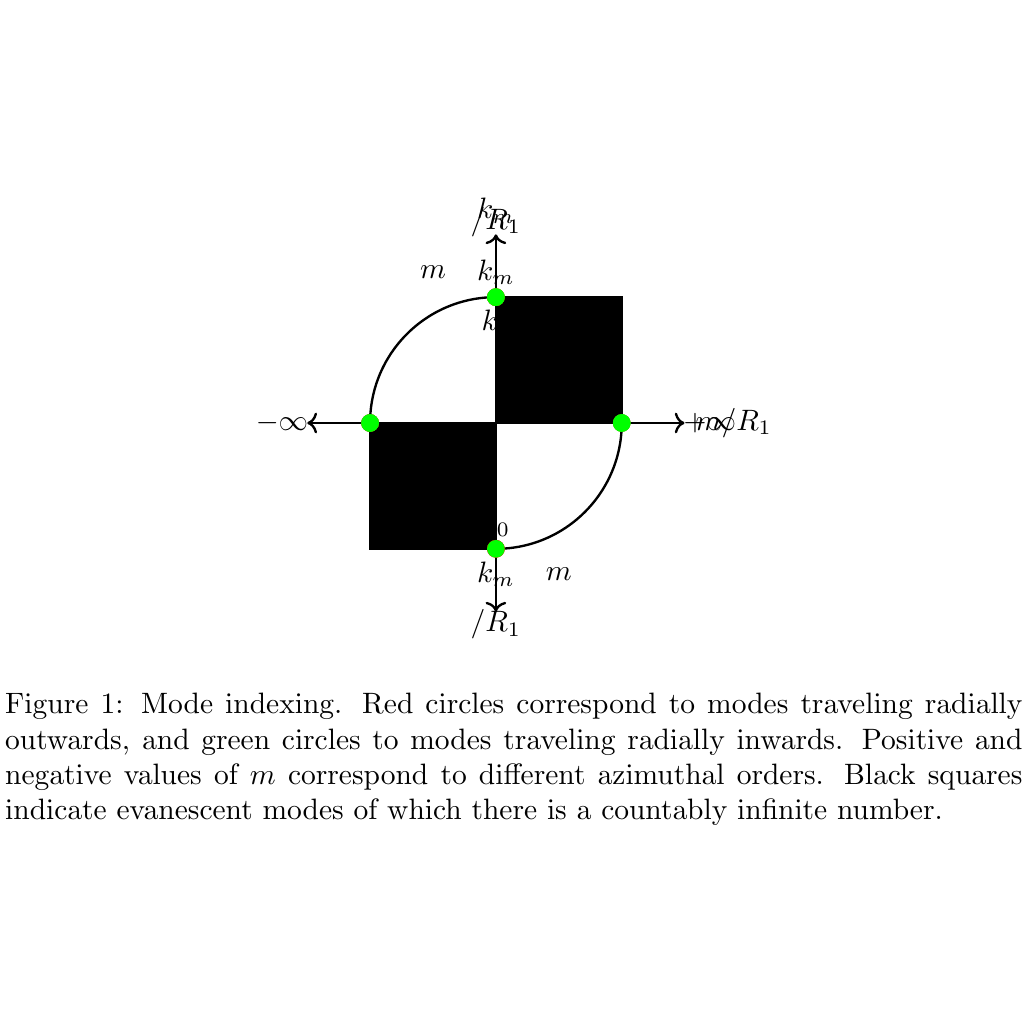 k_m
/R_1
m
k_m
k
−∞
+∞
m/R_1
0
k_m
m
/R_1
Figure 1: Mode indexing. Red circles correspond to modes traveling radially
outwards, and green circles to modes traveling radially inwards. Positive and
negative values of m correspond to different azimuthal orders. Black squares
indicate evanescent modes of which there is a countably infinite number.